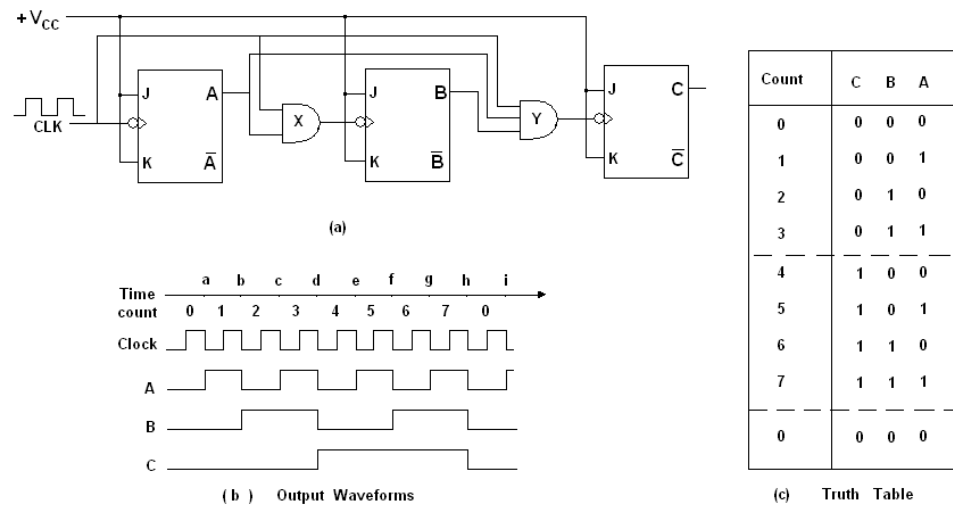 + VCC
J A J B J C
X Y
CLK
K A̅ K B̅ K C̅
(a)
a b c d e f g h i
Time
count 0 1 2 3 4 5 6 7 0
Clock
A
B
C
( b ) Output Waveforms
Count C B A
0 0 0 0
1 0 0 1
2 0 1 0
3 0 1 1
4 1 0 0
5 1 0 1
6 1 1 0
7 1 1 1
0 0 0 0
(c) Truth Table